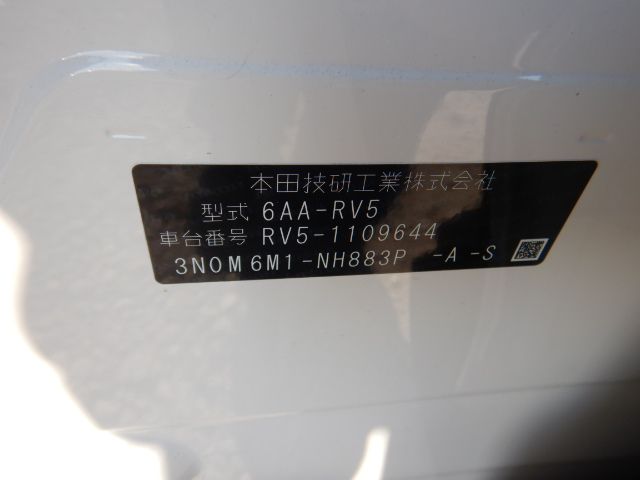 本田技研工業株式会社
型式 6AA-RV5
車台番号 RV5-1109644
3N0M6M1-NH883P -A-S